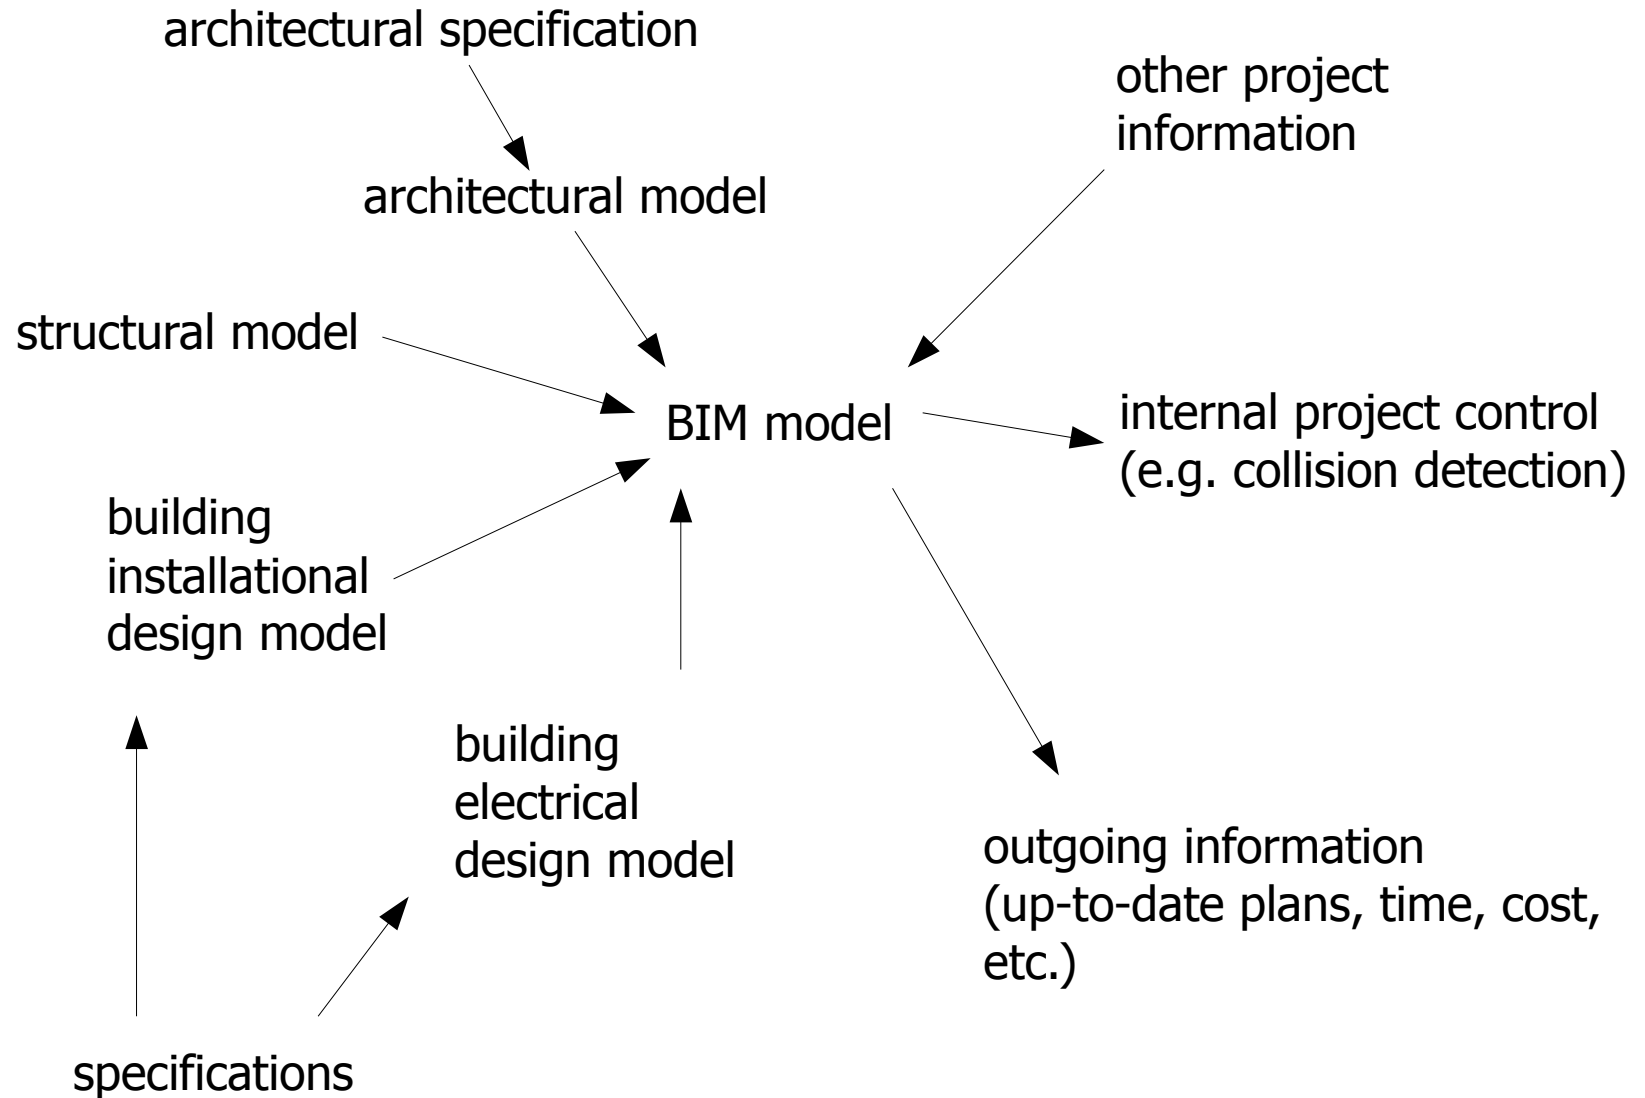 architectural specification
other project
information
architectural model
structural model
BIM model
internal project control
(e.g. collision detection)
building
installational
design model
building
electrical
design model
outgoing information
(up-to-date plans, time, cost,
etc.)
specifications